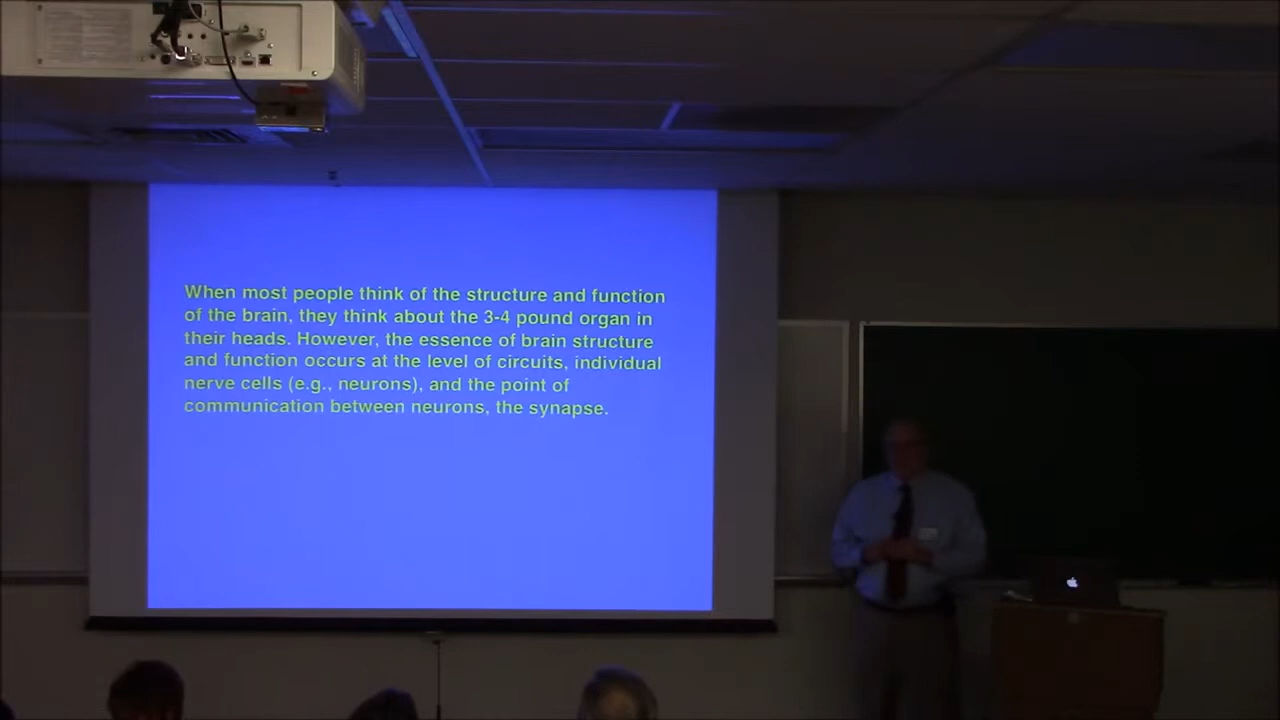 When most people think of the structure and function
of the brain, they think about the 3-4 pound organ in
their heads. However, the essence of brain structure
and function occurs at the level of circuits, individual
nerve cells (e.g., neurons), and the point of
communication between neurons, the synapse.